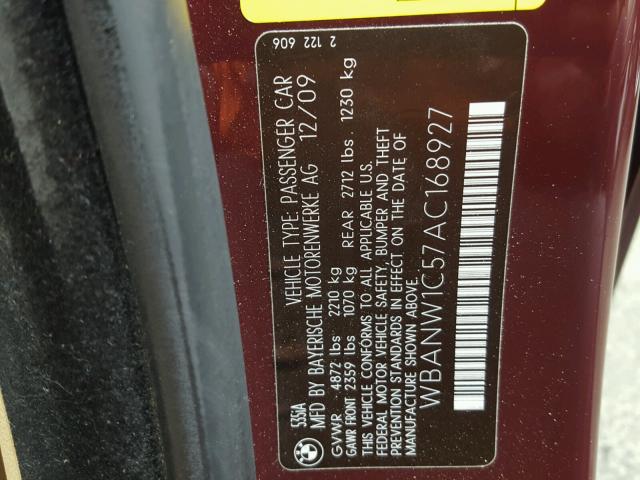 535IA VEHICLE TYPE: PASSENGER CAR 2 122 606
MFD BY BAYERISCHE MOTORENWERKE AG 12/09
GVWR 4872 lbs 2210 kg
GAWR FRONT 2359 lbs 1070 kg REAR 2712 lbs. 1230 kg
THIS VEHICLE CONFORMS TO ALL APPLICABLE U.S.
FEDERAL MOTOR VEHICLE SAFETY, BUMPER AND THEFT
PREVENTION STANDARDS IN EFFECT ON THE DATE OF
MANUFACTURE SHOWN ABOVE.
WBANW1C57AC168927